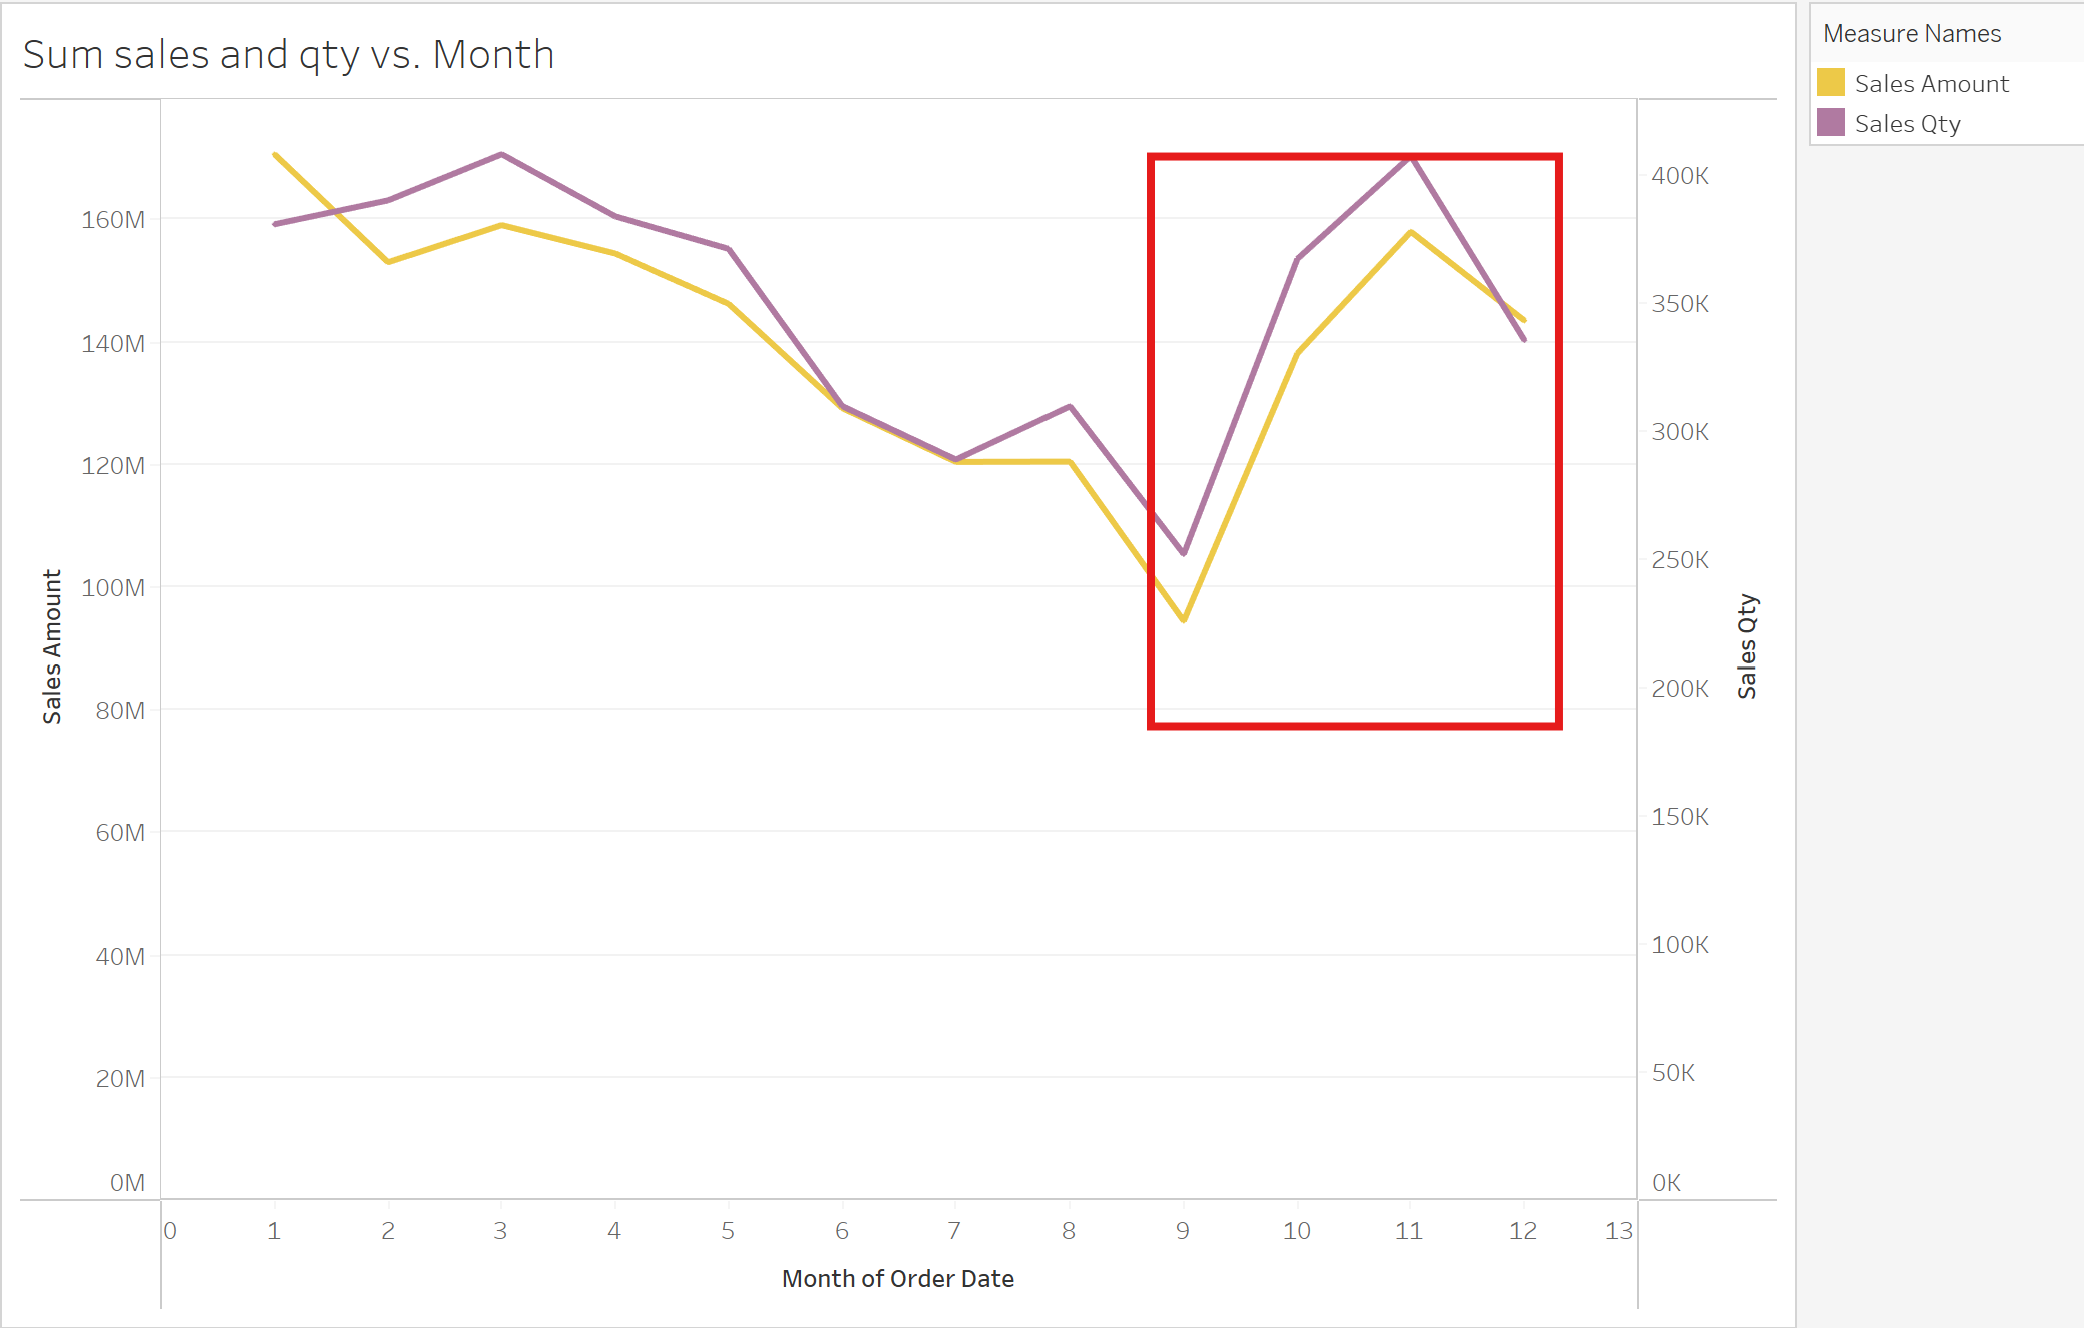 Sum sales and qty vs. Month
Measure Names
Sales Amount
Sales Qty
160M
140M
120M
100M
80M
60M
40M
20M
0M
Sales Amount
400K
350K
300K
250K
200K
150K
100K
50K
0K
Sales Qty
0 1 2 3 4 5 6 7 8 9 10 11 12 13
Month of Order Date